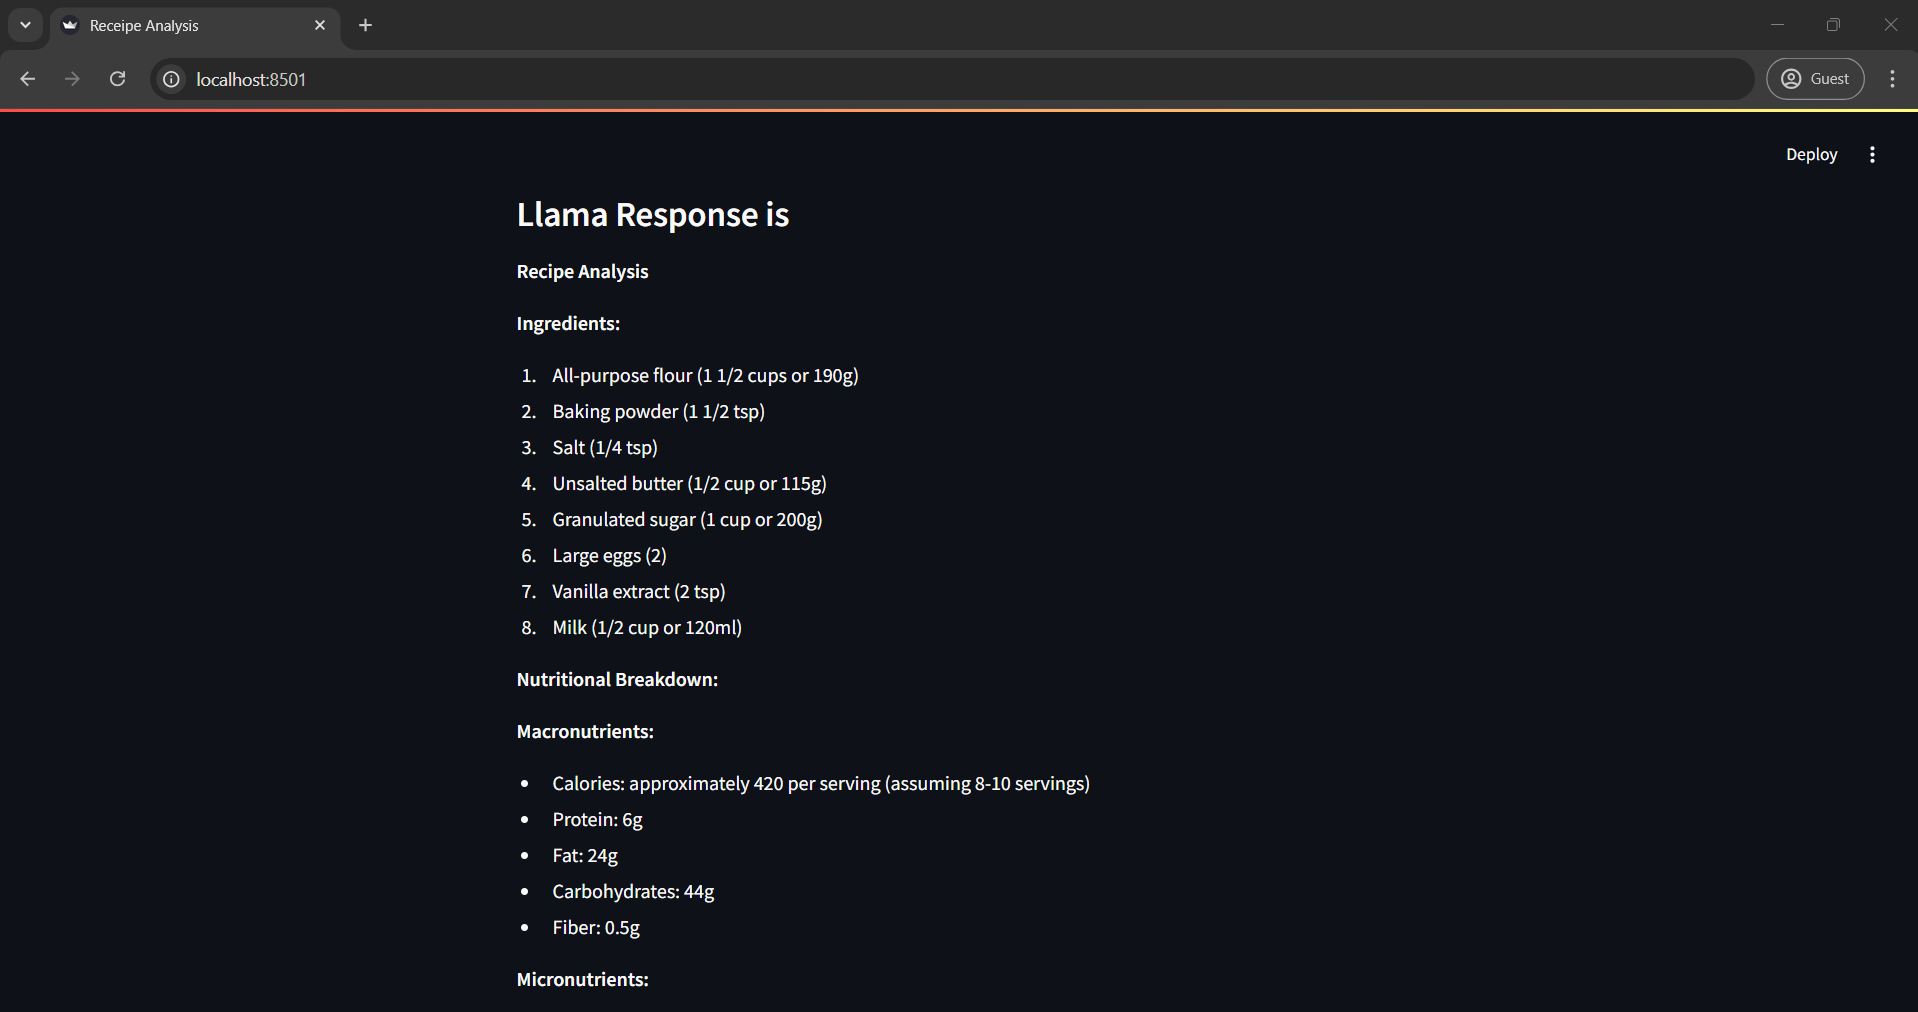 Receipe Analysis
localhost:8501
Guest
Deploy
Llama Response is
Recipe Analysis
Ingredients:
1. All-purpose flour (1 1/2 cups or 190g)
2. Baking powder (1 1/2 tsp)
3. Salt (1/4 tsp)
4. Unsalted butter (1/2 cup or 115g)
5. Granulated sugar (1 cup or 200g)
6. Large eggs (2)
7. Vanilla extract (2 tsp)
8. Milk (1/2 cup or 120ml)
Nutritional Breakdown:
Macronutrients:
• Calories: approximately 420 per serving (assuming 8-10 servings)
• Protein: 6g
• Fat: 24g
• Carbohydrates: 44g
• Fiber: 0.5g
Micronutrients: